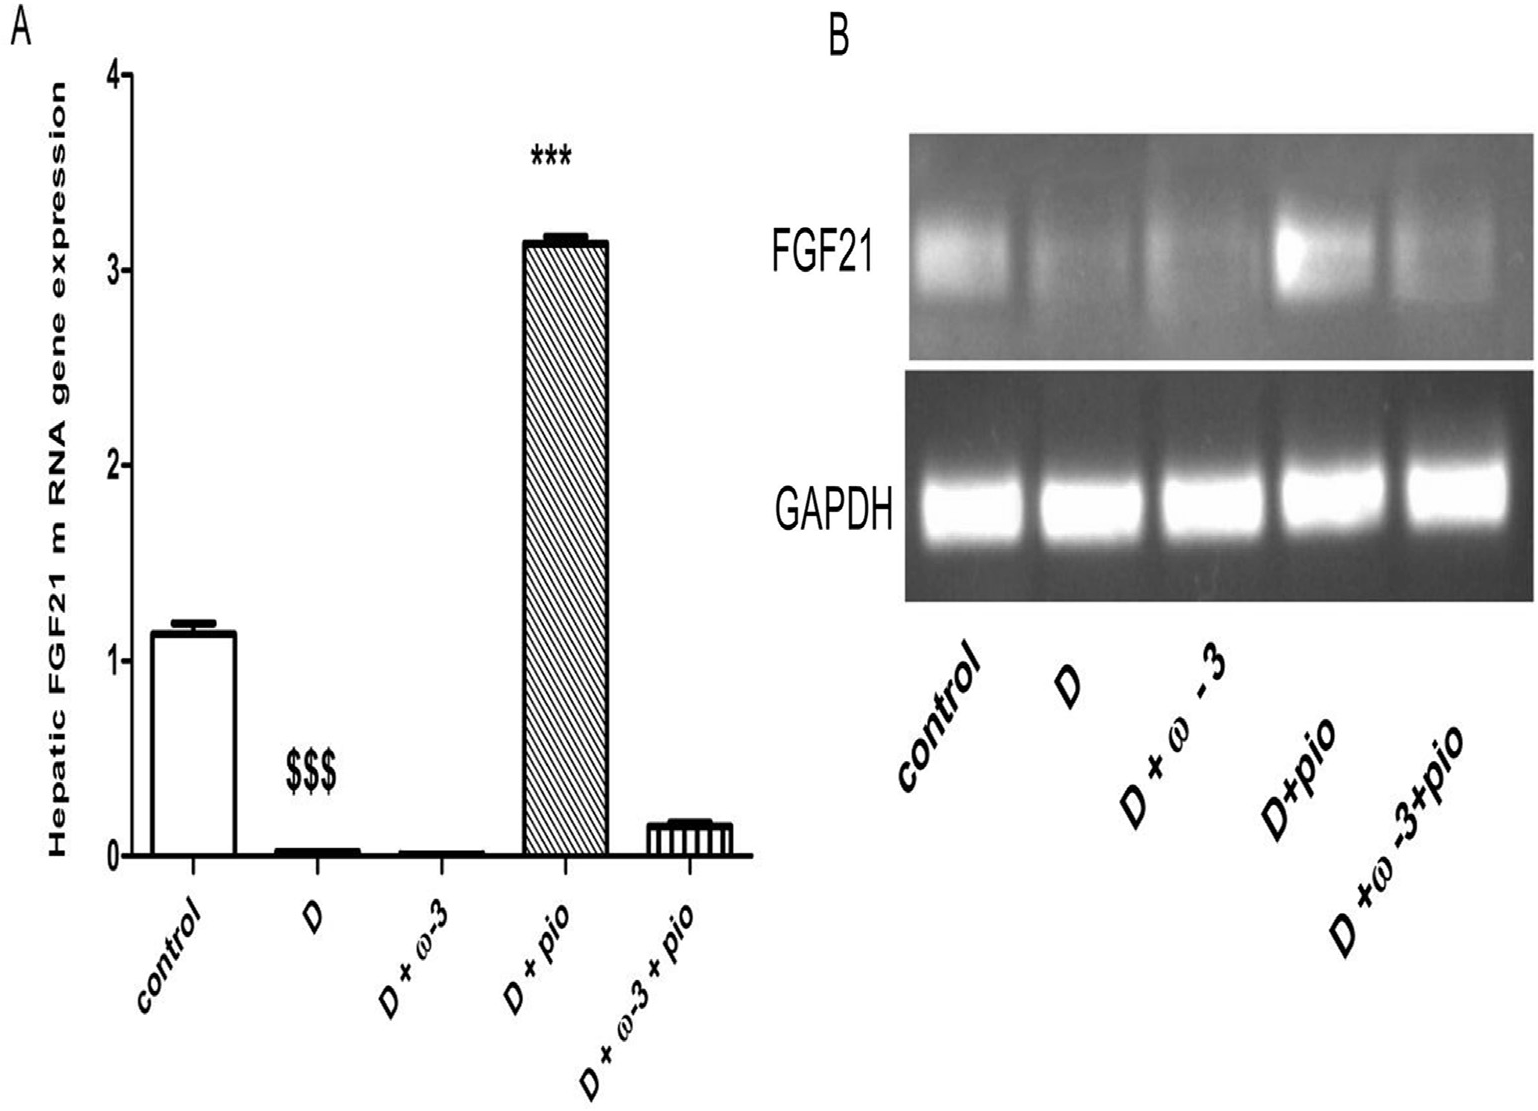 A
Hepatic FGF21 m RNA gene expression
4
3
2
1
0
***
$$$
control
D
D + ω-3
D + pio
D + ω-3 + pio
B
FGF21
GAPDH
control
D
D + ω - 3
D+pio
D +ω -3+pio